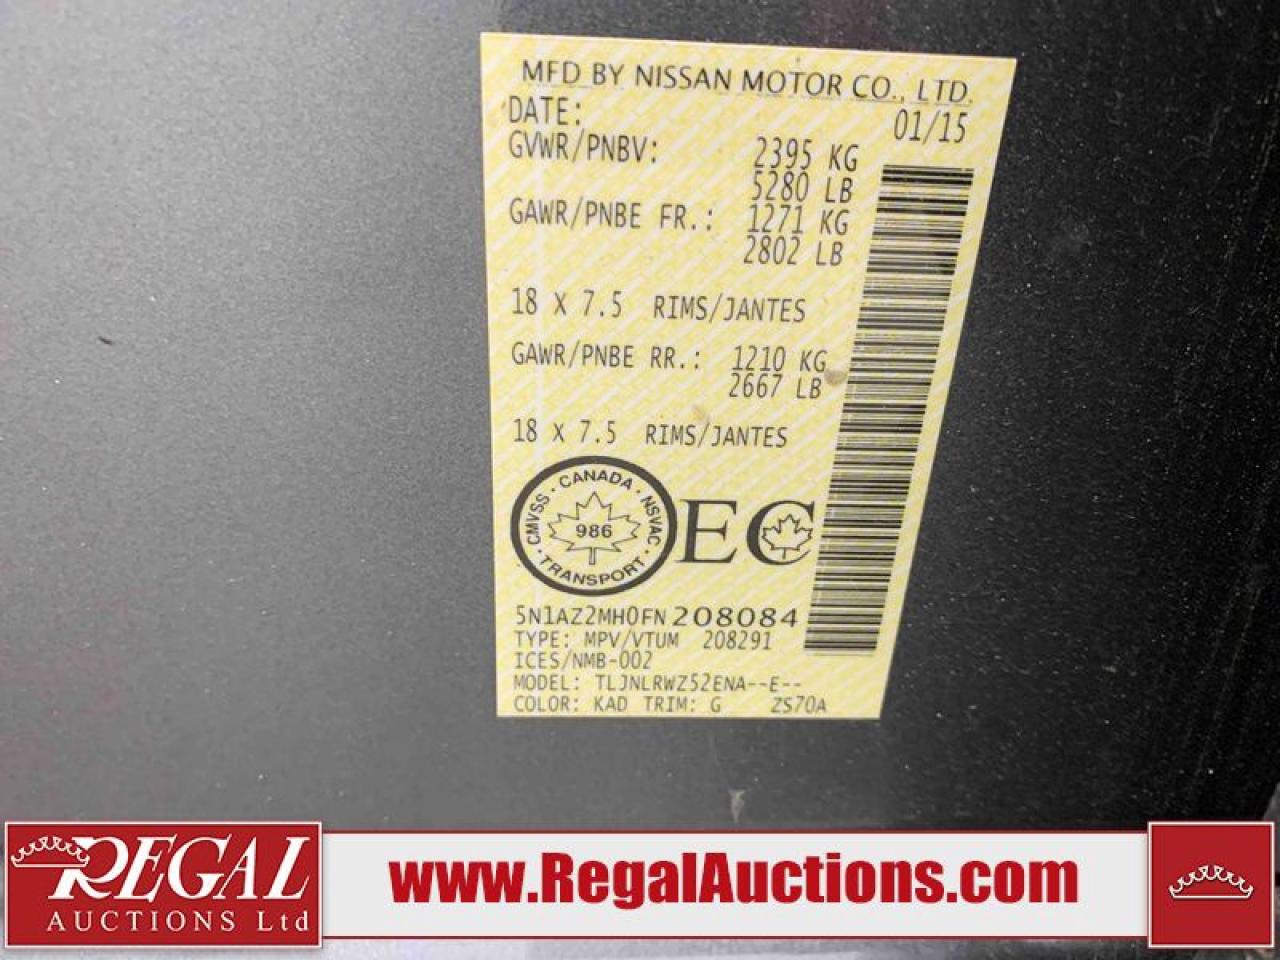 MFD BY NISSAN MOTOR CO., LTD.
DATE: 01/15
GVWR/PNBV: 2395 KG
5280 LB
GAWR/PNBE FR.: 1271 KG
2802 LB
18 X 7.5 RIMS/JANTES
GAWR/PNBE RR.: 1210 KG
2667 LB
18 X 7.5 RIMS/JANTES
CMVSS · CANADA · NSVAC · TRANSPORT ·
986
EC
5N1AZ2MH0FN208084
TYPE: MPV/VTUM 208291
ICES/NMB-002
MODEL: TLJNLRWZ52ENA--E--
COLOR: KAD TRIM: G ZS70A
REGAL
AUCTIONS Ltd
www.RegalAuctions.com